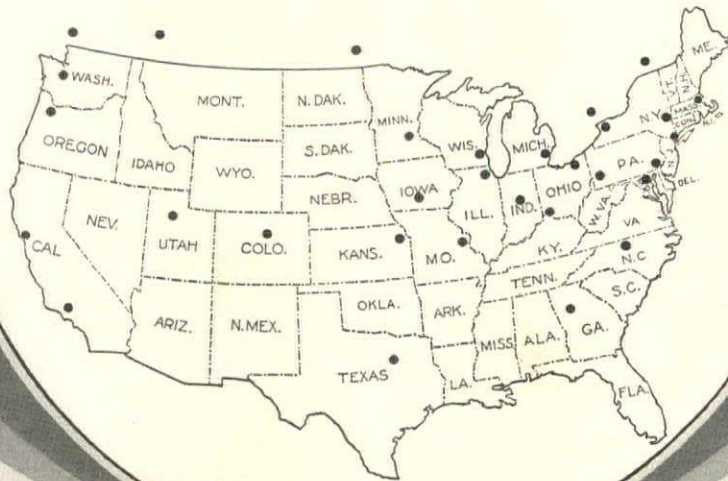 WASH.
MONT.
N. DAK.
MINN.
ME.
VT.
N.H.
N.Y.
MASS
CONN.
R.I.
OREGON
IDAHO
WYO.
S. DAK.
WIS.
MICH.
PA.
N.J.
NEV.
UTAH
COLO.
NEBR.
IOWA
ILL.
IND.
OHIO
W. VA.
DEL.
CAL
KANS.
MO.
KY.
VA
ARIZ.
N. MEX.
OKLA.
ARK.
TENN.
N.C
S.C.
TEXAS
LA.
MISS
ALA.
GA.
FLA.